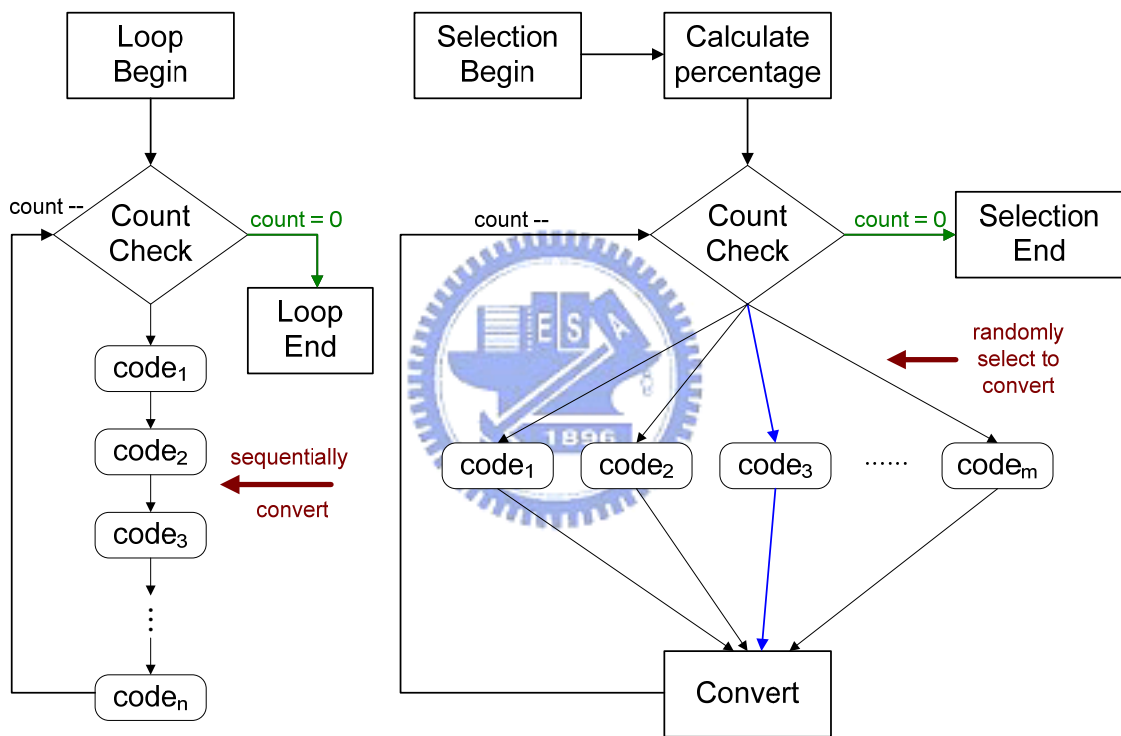 Loop
Begin
count --
Count
Check
count = 0
Loop
End
code1
code2
sequentially
convert
code3
⋮
coden
Selection
Begin
Calculate
percentage
count --
Count
Check
count = 0
Selection
End
randomly
select to
convert
E S A
1896
code1
code2
code3
......
codem
Convert